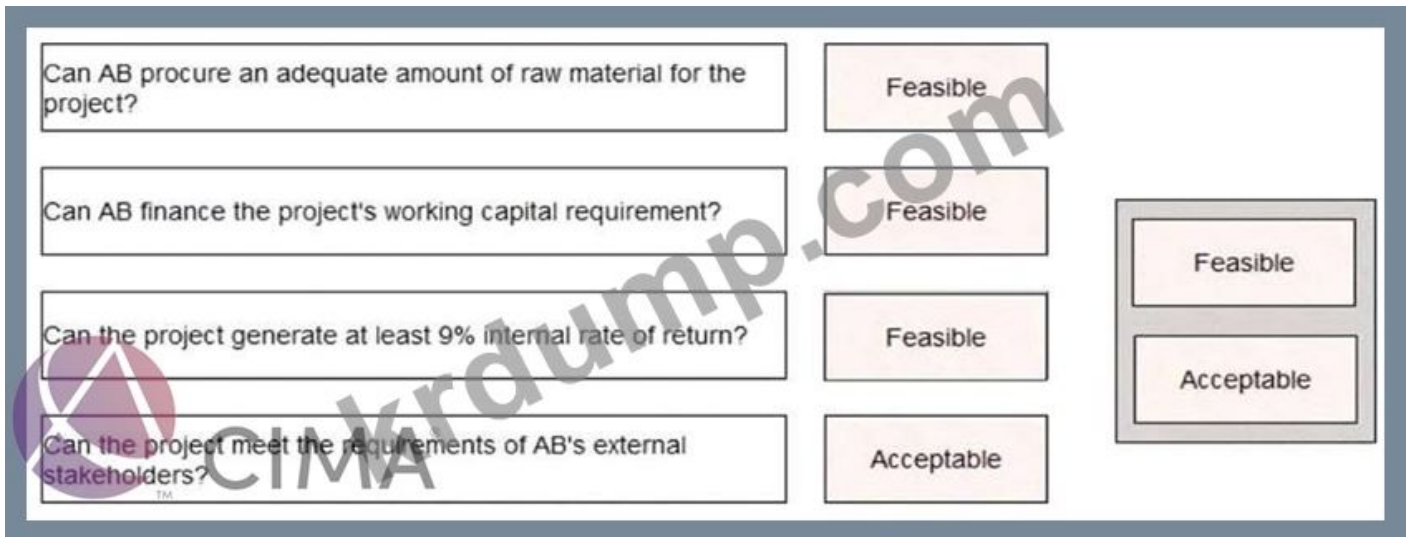 Can AB procure an adequate amount of raw material for the
project?
Feasible
Can AB finance the project's working capital requirement?
Feasible
Can the project generate at least 9% internal rate of return?
Feasible
Can the project meet the requirements of AB's external
stakeholders?
Acceptable
Feasible
Acceptable
krdump.com
CIMA
TM